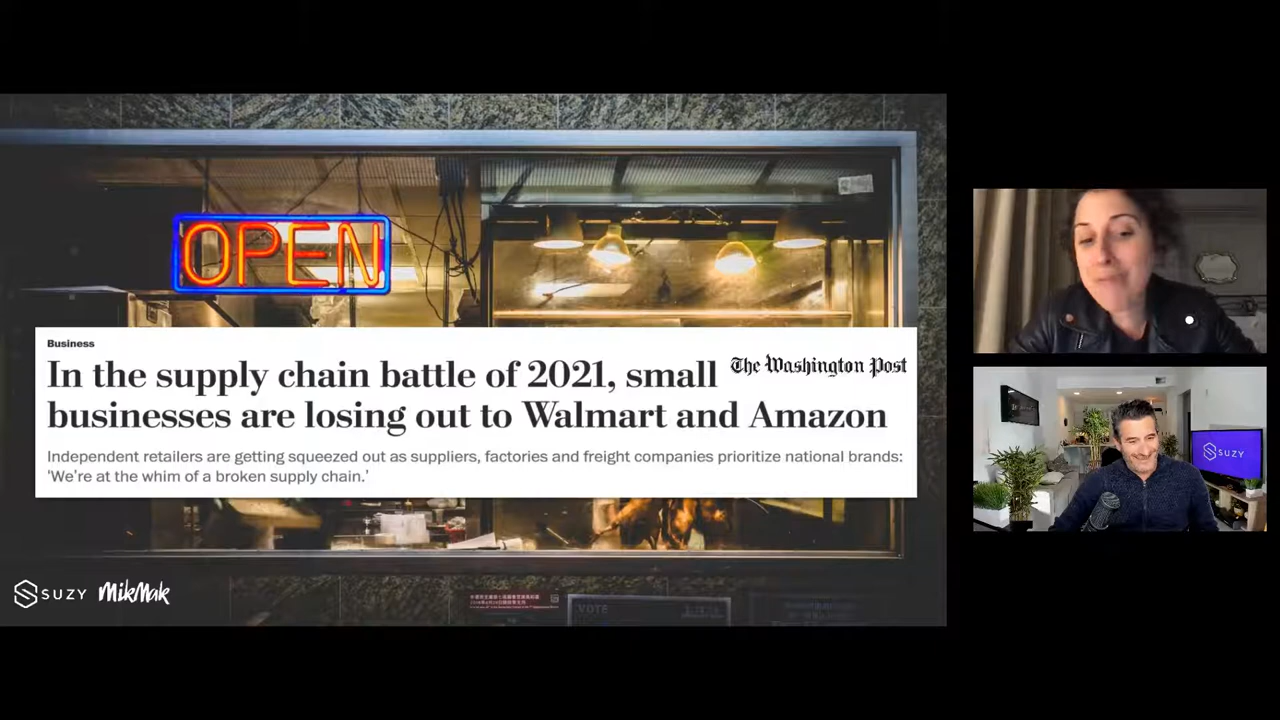 OPEN
Business
In the supply chain battle of 2021, small
The Washington Post
businesses are losing out to Walmart and Amazon
Independent retailers are getting squeezed out as suppliers, factories and freight companies prioritize national brands:
‘We’re at the whim of a broken supply chain.’
SUZY MikMak
VOTE
SUZY